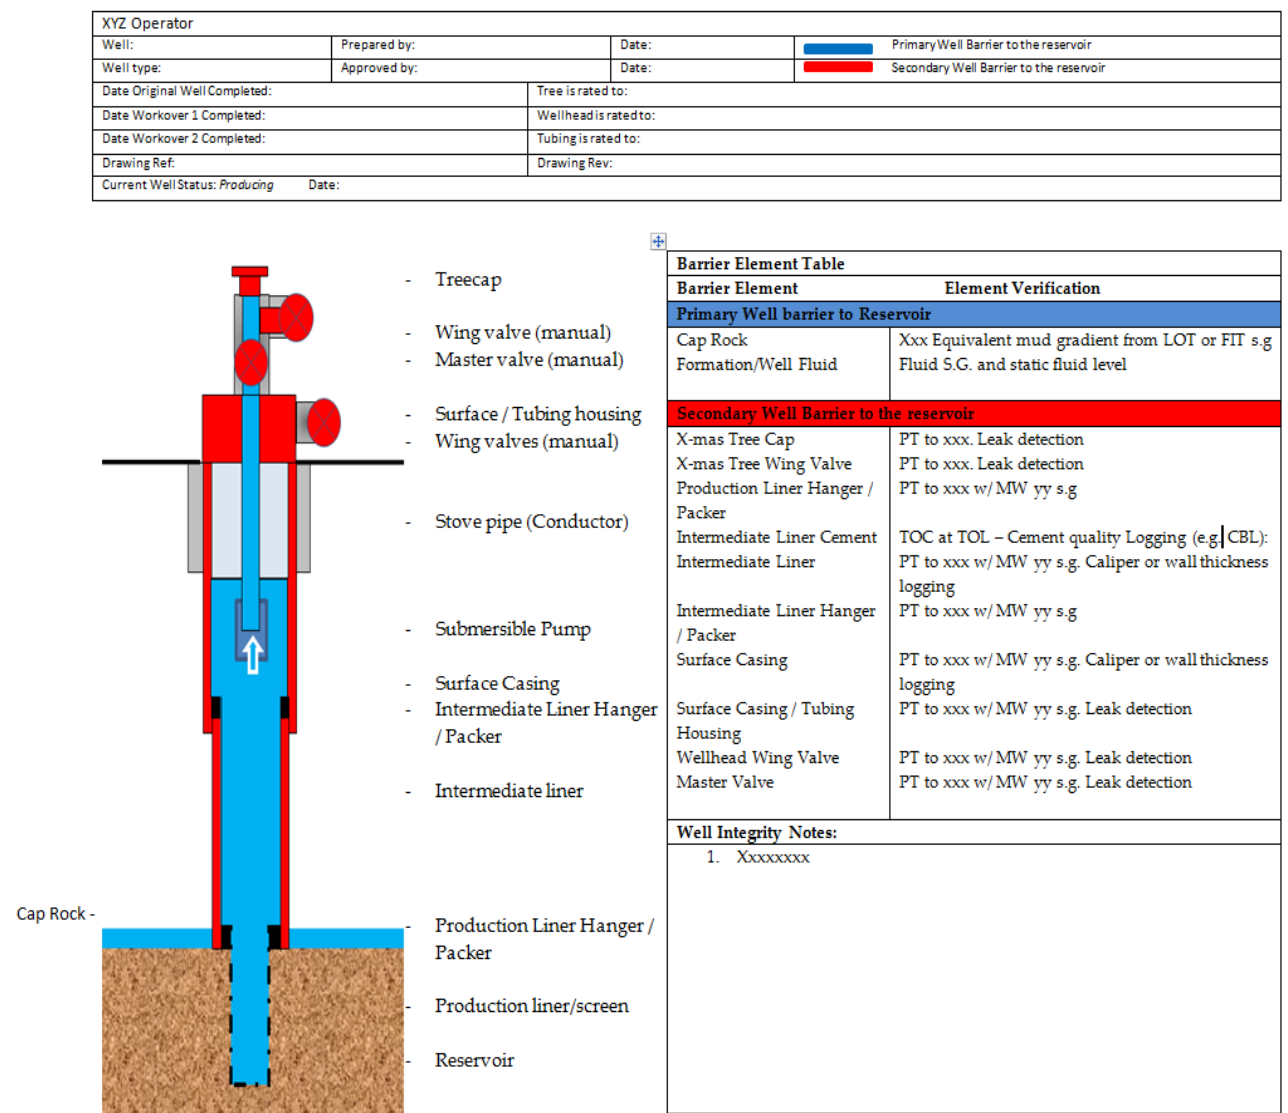 XYZ Operator
Well: Prepared by: Date: Primary Well Barrier to the reservoir
Well type: Approved by: Date: Secondary Well Barrier to the reservoir
Date Original Well Completed: Tree is rated to:
Date Workover 1 Completed: Wellhead is rated to:
Date Workover 2 Completed: Tubing is rated to:
Drawing Ref: Drawing Rev:
Current Well Status: Producing Date:
- Treecap
- Wing valve (manual)
- Master valve (manual)
- Surface / Tubing housing
- Wing valves (manual)
- Stove pipe (Conductor)
- Submersible Pump
- Surface Casing
- Intermediate Liner Hanger
/ Packer
- Intermediate liner
Cap Rock -
- Production Liner Hanger /
Packer
- Production liner/screen
- Reservoir
Barrier Element Table
Barrier Element Element Verification
Primary Well barrier to Reservoir
Cap Rock Xxx Equivalent mud gradient from LOT or FIT s.g
Formation/Well Fluid Fluid S.G. and static fluid level
Secondary Well Barrier to the reservoir
X-mas Tree Cap PT to xxx. Leak detection
X-mas Tree Wing Valve PT to xxx. Leak detection
Production Liner Hanger / PT to xxx w/ MW yy s.g
Packer
Intermediate Liner Cement TOC at TOL – Cement quality Logging (e.g. CBL):
Intermediate Liner PT to xxx w/ MW yy s.g. Caliper or wall thickness
logging
Intermediate Liner Hanger PT to xxx w/ MW yy s.g
/ Packer
Surface Casing PT to xxx w/ MW yy s.g. Caliper or wall thickness
logging
Surface Casing / Tubing PT to xxx w/ MW yy s.g. Leak detection
Housing
Wellhead Wing Valve PT to xxx w/ MW yy s.g. Leak detection
Master Valve PT to xxx w/ MW yy s.g. Leak detection
Well Integrity Notes:
1. Xxxxxxxx